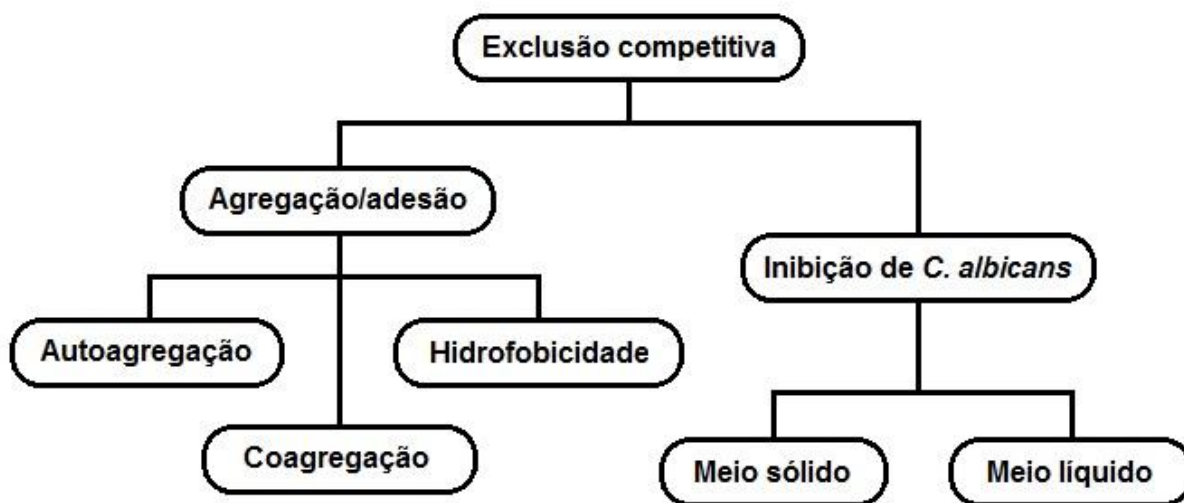 Exclusão competitiva
Agregação/adesão
Inibição de C. albicans
Autoagregação
Hidrofobicidade
Coagregação
Meio sólido
Meio líquido